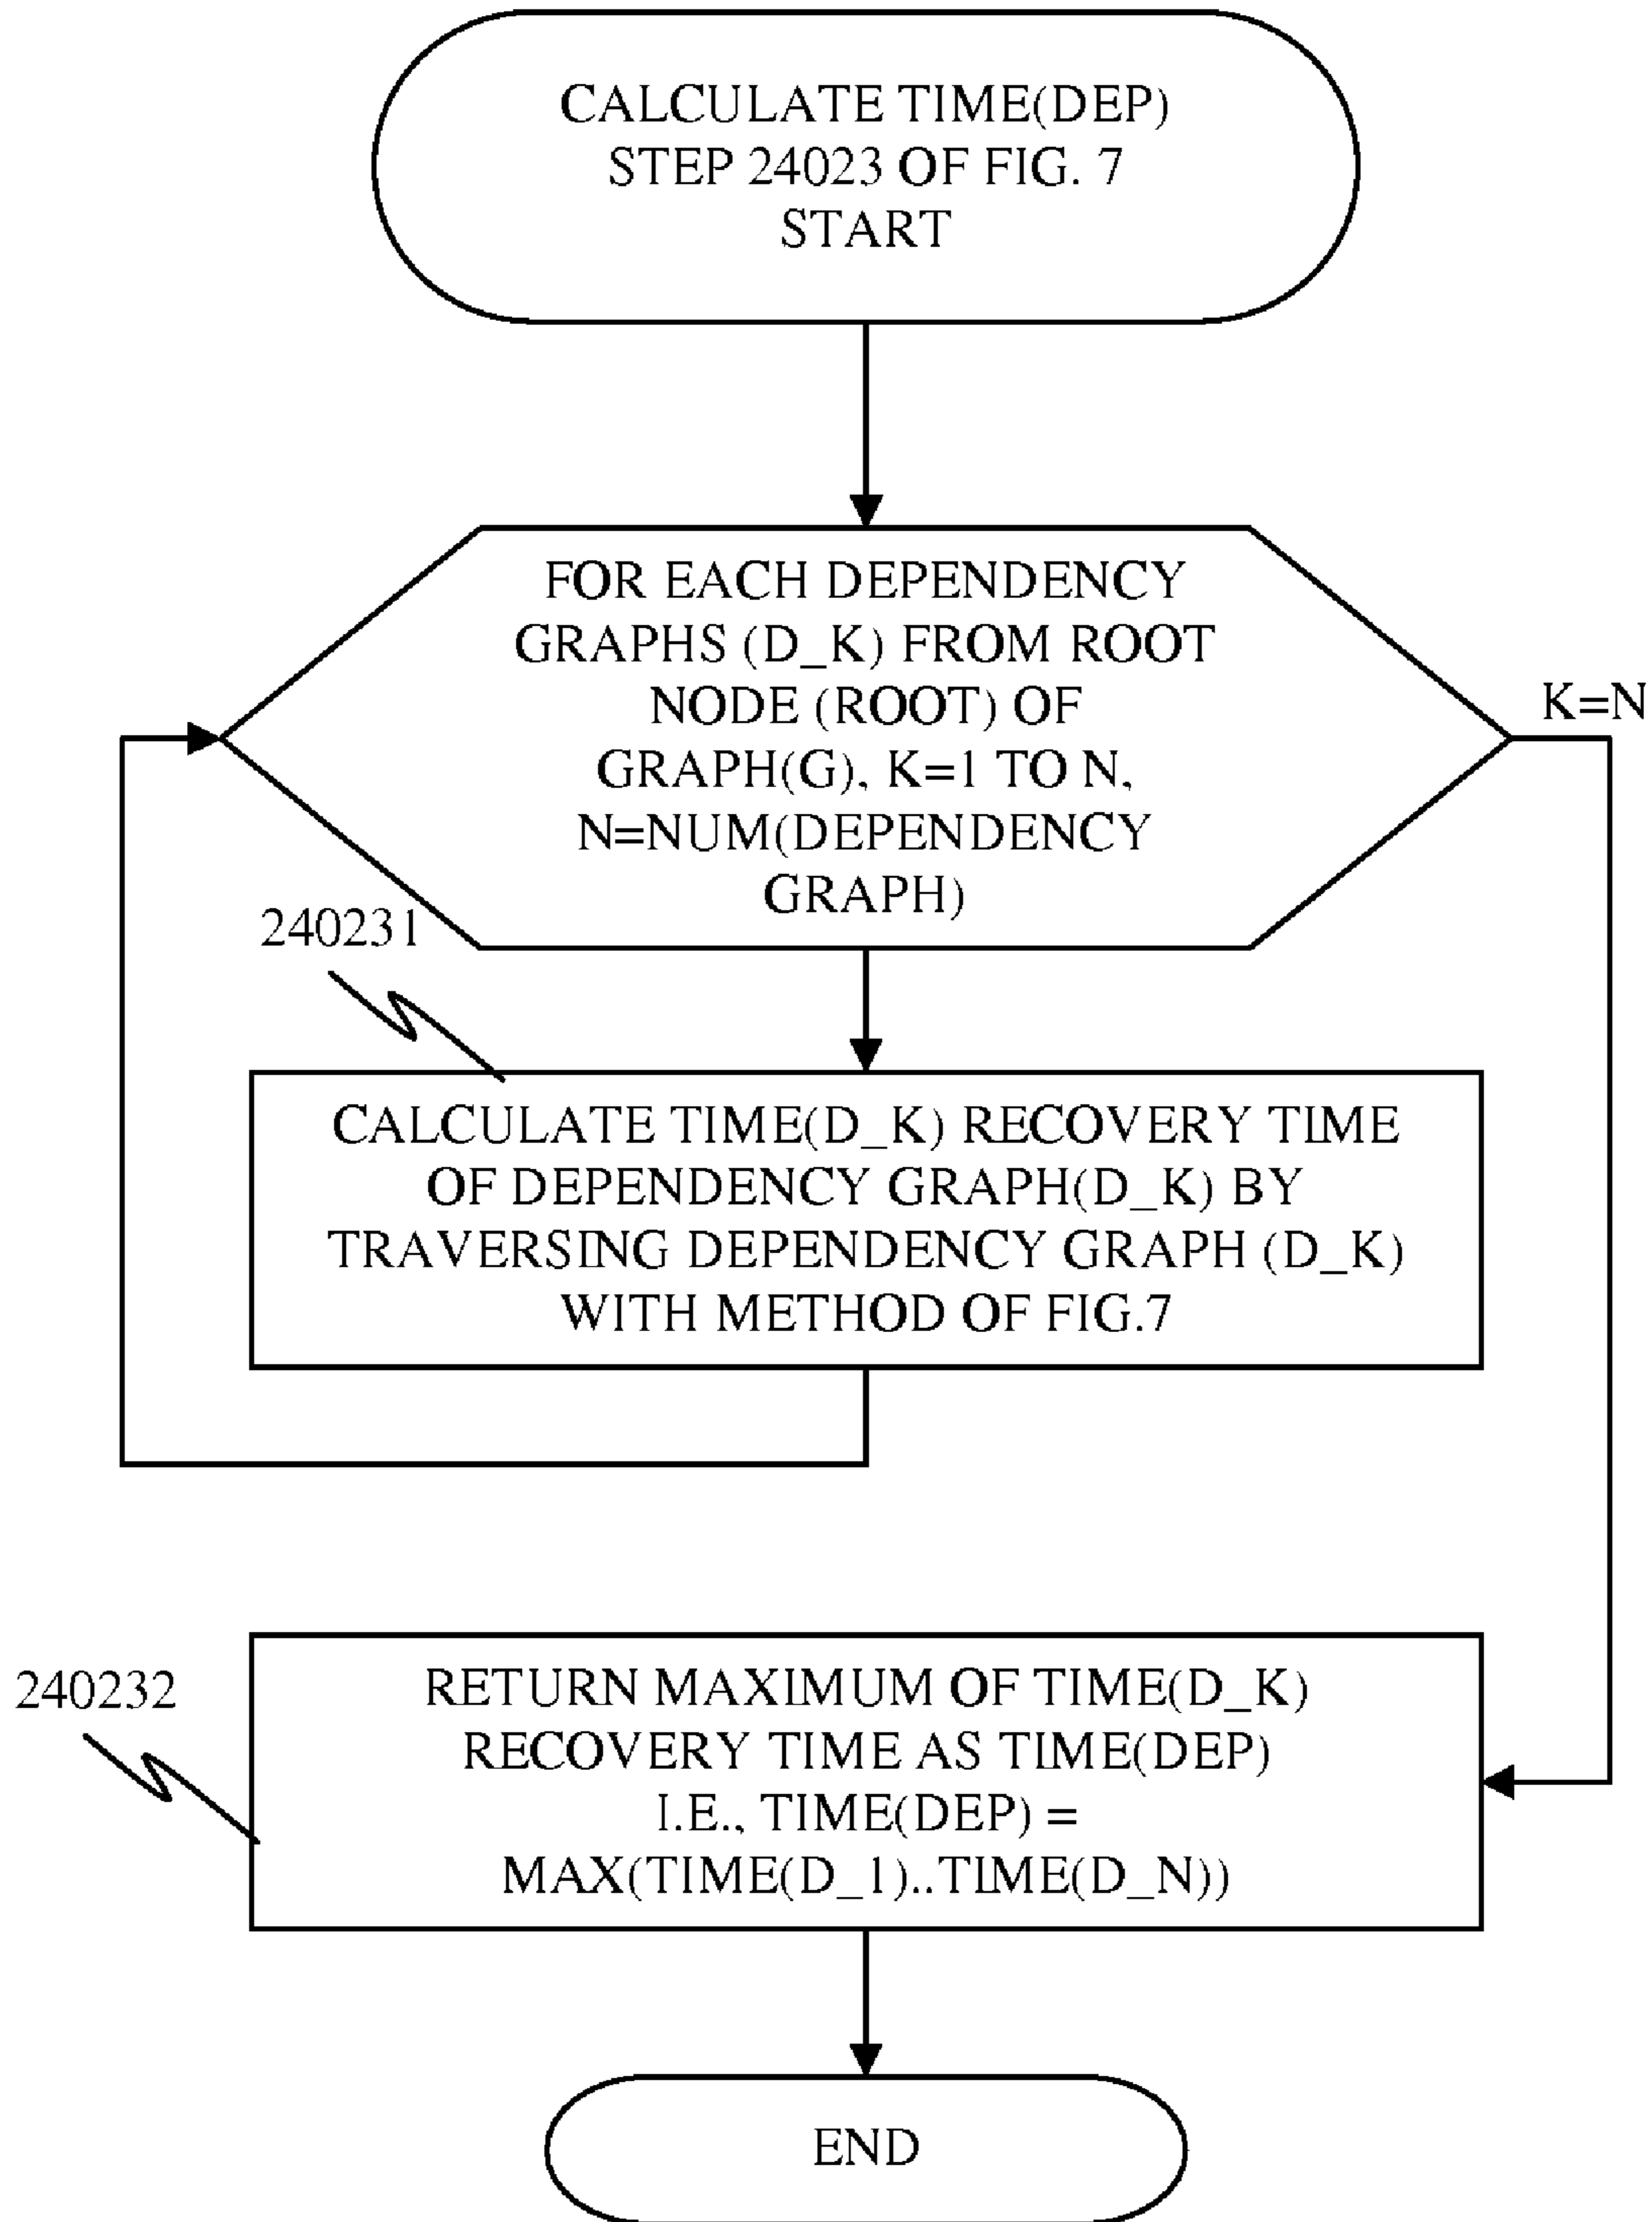 CALCULATE TIME(DEP)
STEP 24023 OF FIG. 7
START
FOR EACH DEPENDENCY
GRAPHS (D_K) FROM ROOT
NODE (ROOT) OF
GRAPH(G), K=1 TO N,
N=NUM(DEPENDENCY
GRAPH)
K=N
240231
CALCULATE TIME(D_K) RECOVERY TIME
OF DEPENDENCY GRAPH(D_K) BY
TRAVERSING DEPENDENCY GRAPH (D_K)
WITH METHOD OF FIG.7
240232
RETURN MAXIMUM OF TIME(D_K)
RECOVERY TIME AS TIME(DEP)
I.E., TIME(DEP) =
MAX(TIME(D_1)..TIME(D_N))
END